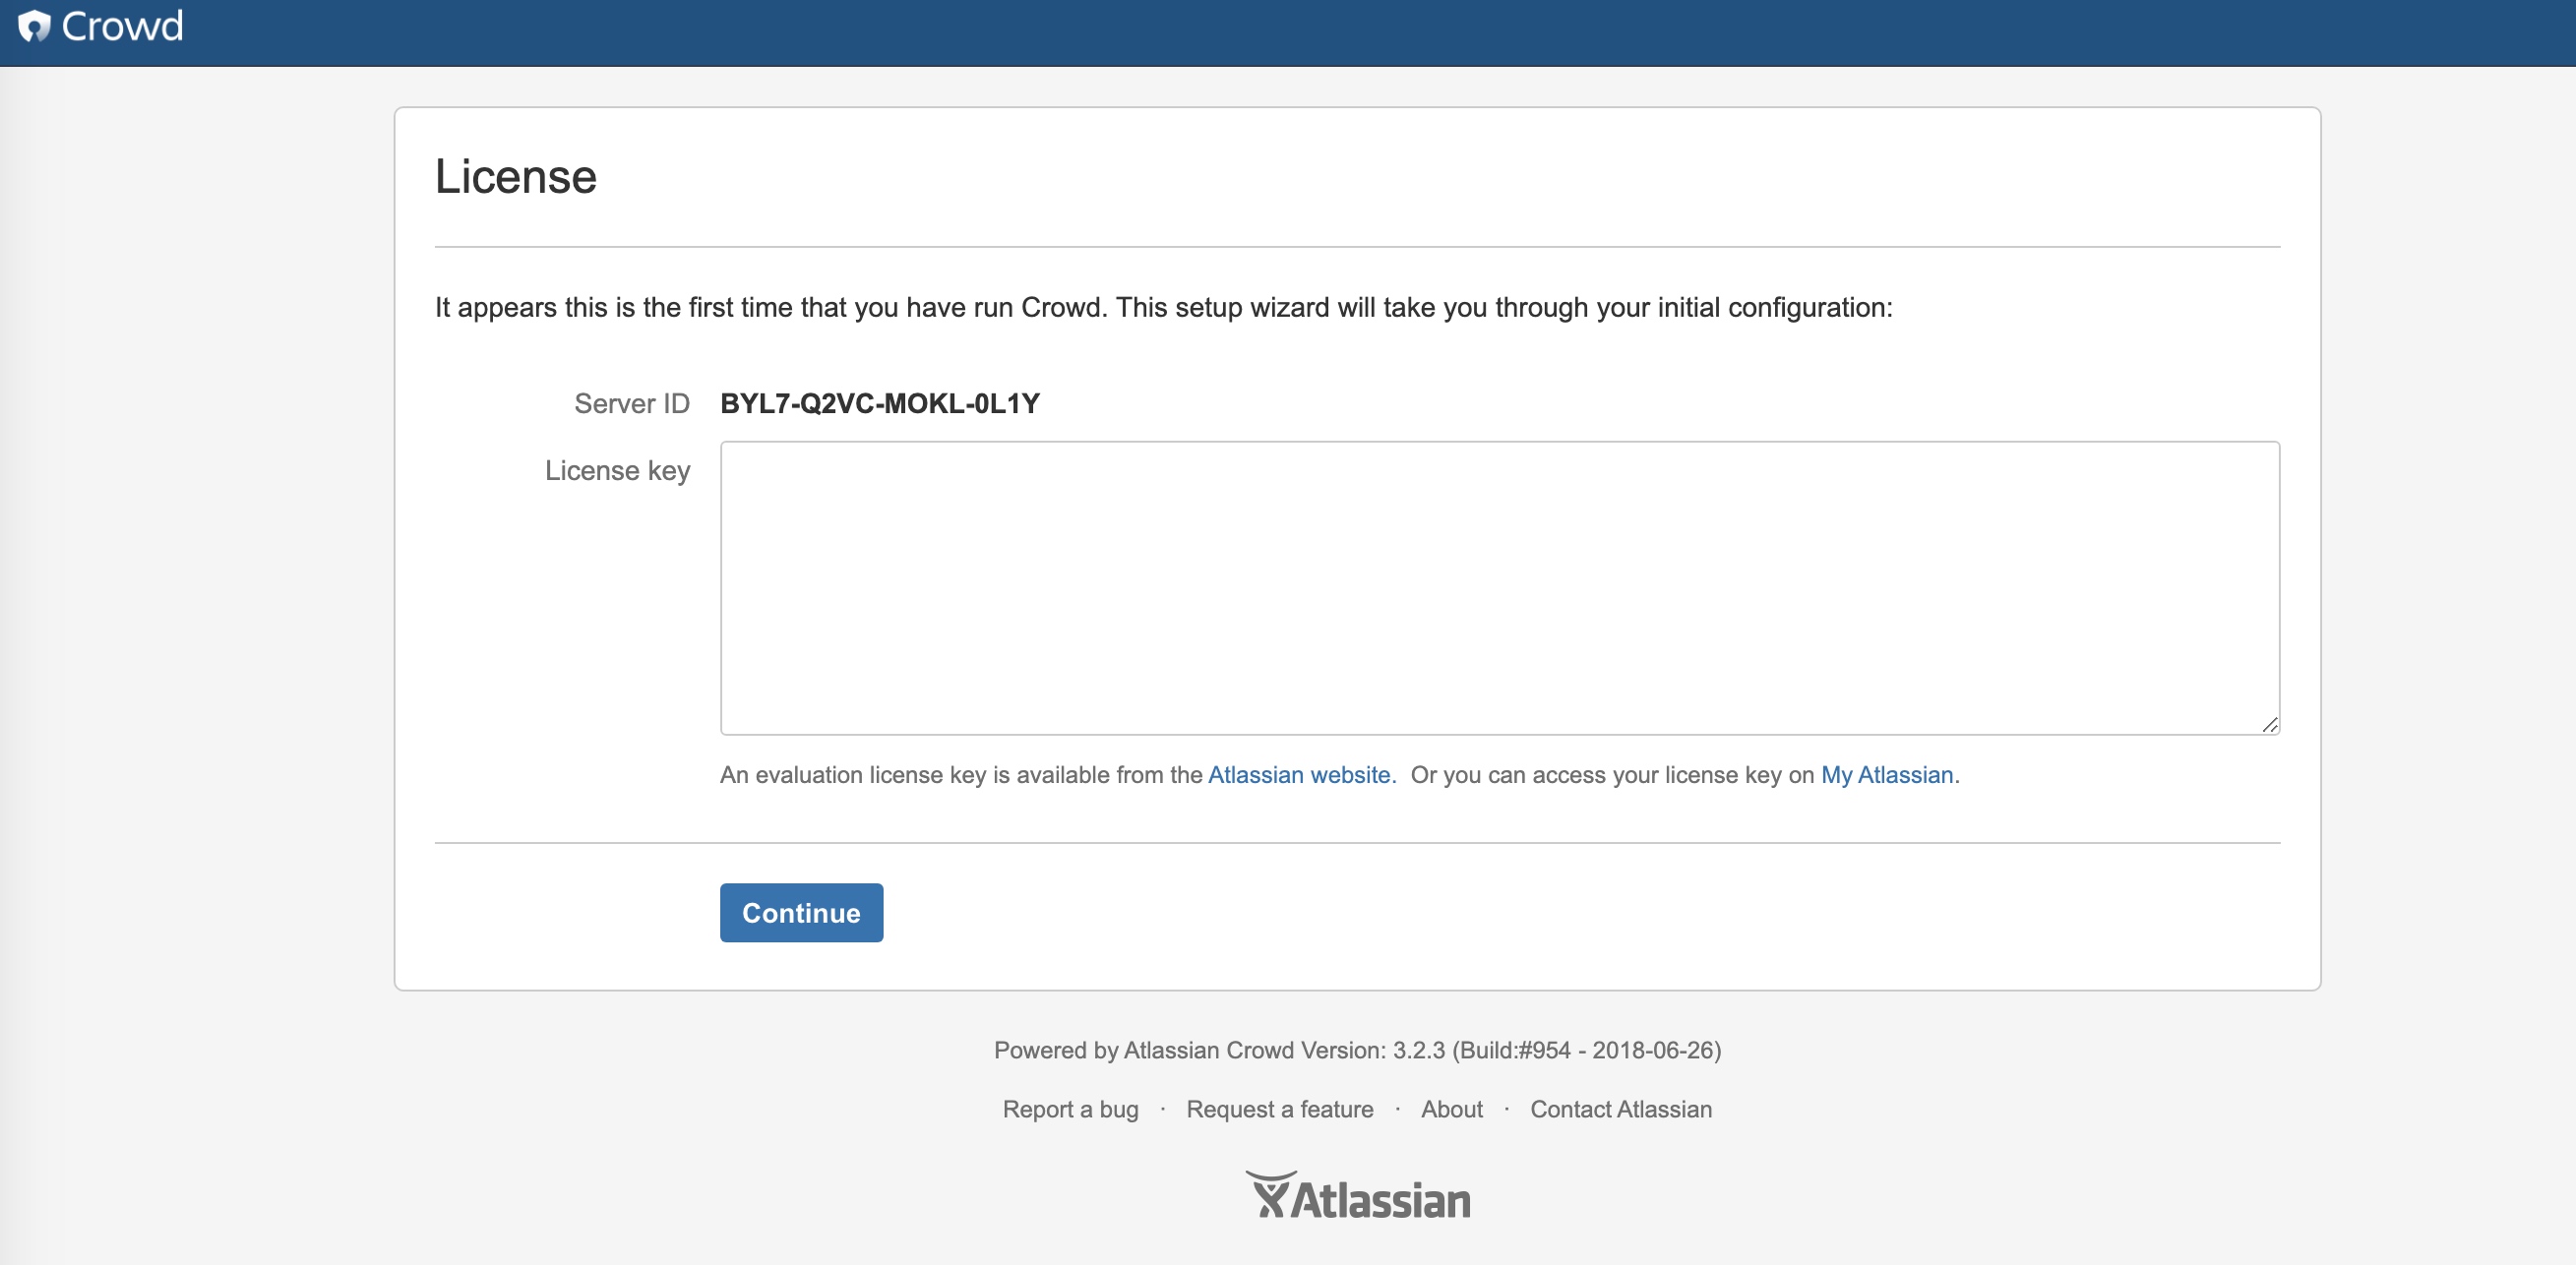 Crowd
License
It appears this is the first time that you have run Crowd. This setup wizard will take you through your initial configuration:
Server ID BYL7-Q2VC-MOKL-0L1Y
License key
An evaluation license key is available from the Atlassian website. Or you can access your license key on My Atlassian.
Continue
Powered by Atlassian Crowd Version: 3.2.3 (Build:#954 - 2018-06-26)
Report a bug · Request a feature · About · Contact Atlassian
Atlassian